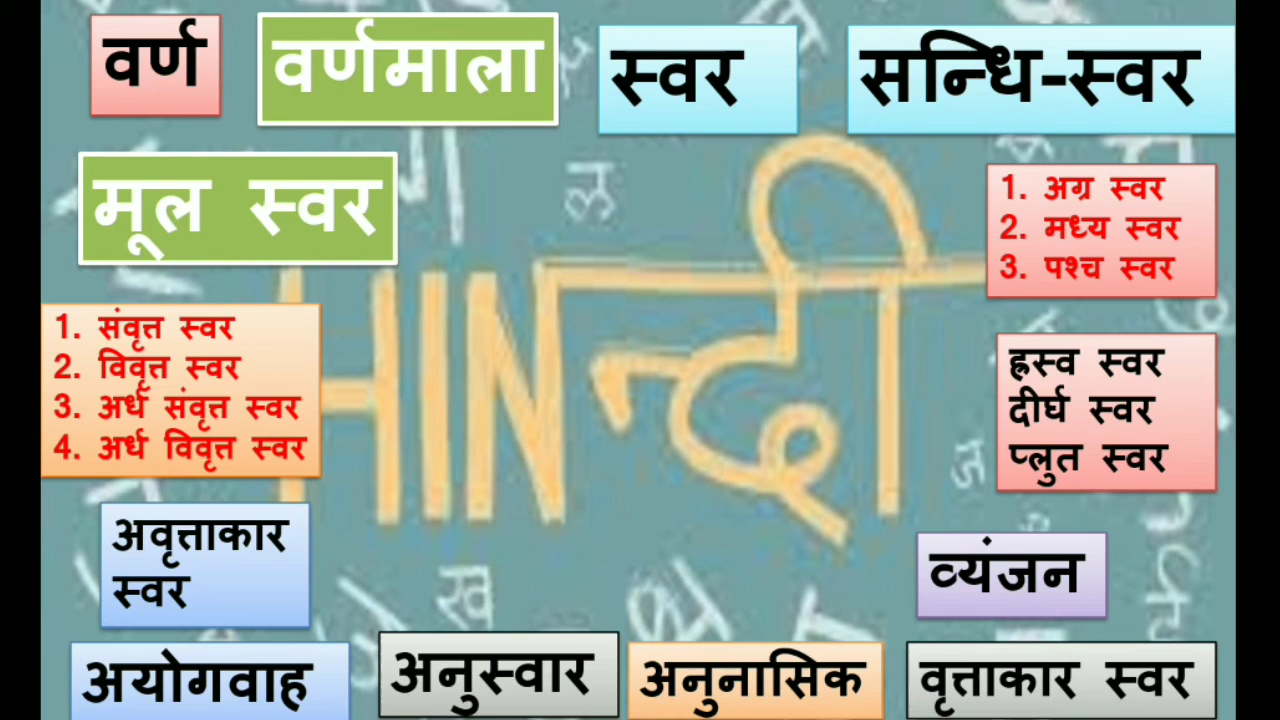 वर्ण
वर्णमाला
स्वर
सन्धि-स्वर
मूल स्वर
1. अग्र स्वर
2. मध्य स्वर
3. पश्च स्वर
HINन्दी
1. संवृत्त स्वर
2. विवृत्त स्वर
3. अर्ध संवृत्त स्वर
4. अर्ध विवृत्त स्वर
ह्रस्व स्वर
दीर्घ स्वर
प्लुत स्वर
अवृत्ताकार
स्वर
व्यंजन
ख
अयोगवाह
अनुस्वार
अनुनासिक
वृत्ताकार स्वर